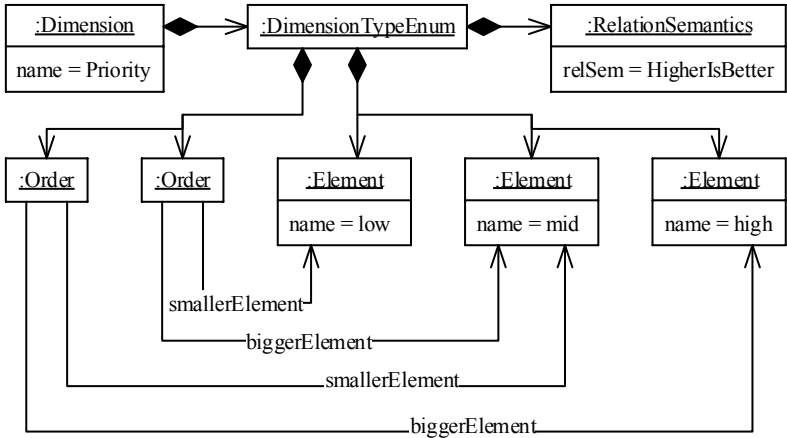 :Dimension
:DimensionTypeEnum
:RelationSemantics
name = Priority
relSem = HigherIsBetter
:Order
:Order
:Element
:Element
:Element
name = low
name = mid
name = high
smallerElement
biggerElement
smallerElement
biggerElement